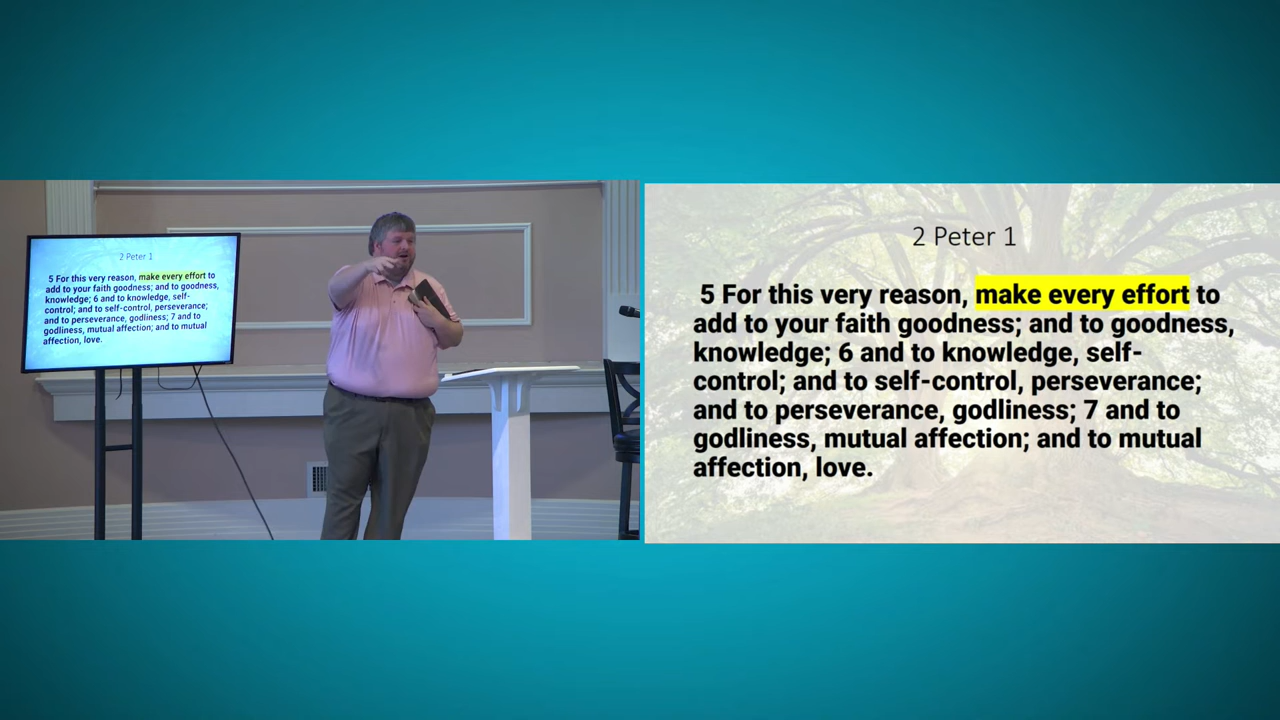 2 Peter 1
5 For this very reason, make every effort to
add to your faith goodness; and to goodness,
knowledge; 6 and to knowledge, self-
control; and to self-control, perseverance;
and to perseverance, godliness; 7 and to
godliness, mutual affection; and to mutual
affection, love.
2 Peter 1
5 For this very reason, make every effort to
add to your faith goodness; and to goodness,
knowledge; 6 and to knowledge, self-
control; and to self-control, perseverance;
and to perseverance, godliness; 7 and to
godliness, mutual affection; and to mutual
affection, love.